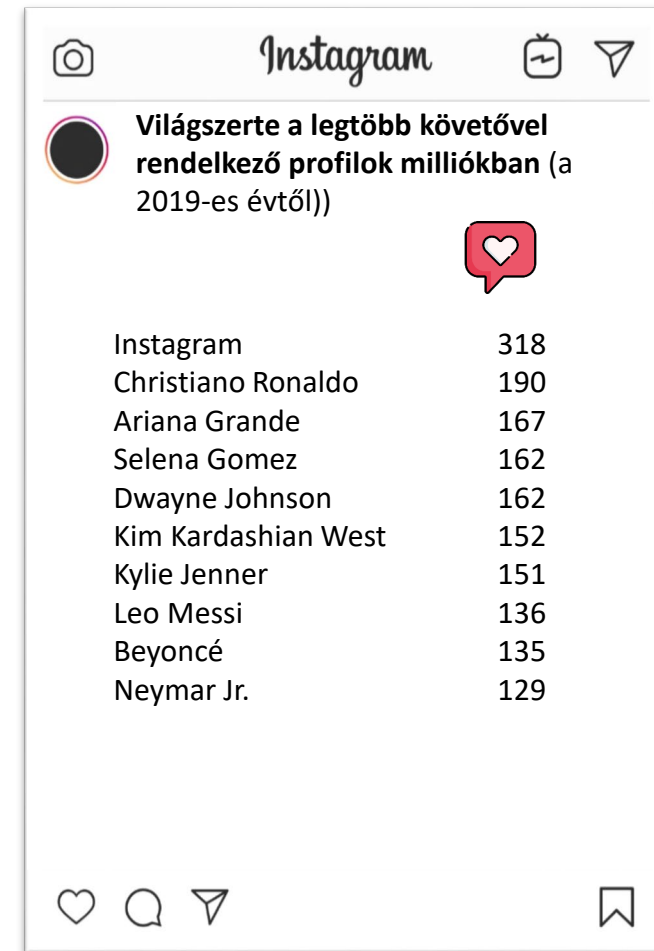 Instagram
Világszerte a legtöbb követővel
rendelkező profilok milliókban (a
2019-es évtől))
Instagram 318
Christiano Ronaldo 190
Ariana Grande 167
Selena Gomez 162
Dwayne Johnson 162
Kim Kardashian West 152
Kylie Jenner 151
Leo Messi 136
Beyoncé 135
Neymar Jr. 129